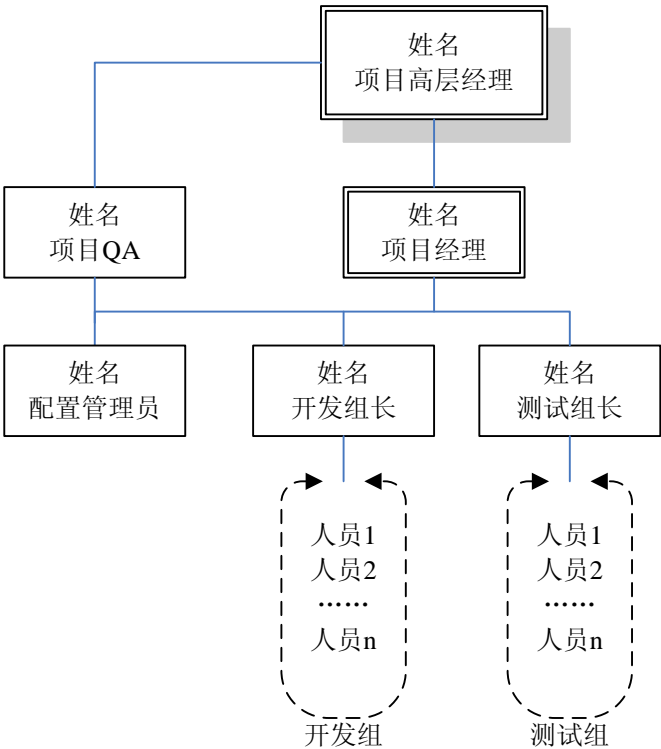 姓名
项目高层经理
姓名
项目QA
姓名
项目经理
姓名
配置管理员
姓名
开发组长
姓名
测试组长
人员1
人员2
……
人员n
开发组
人员1
人员2
……
人员n
测试组